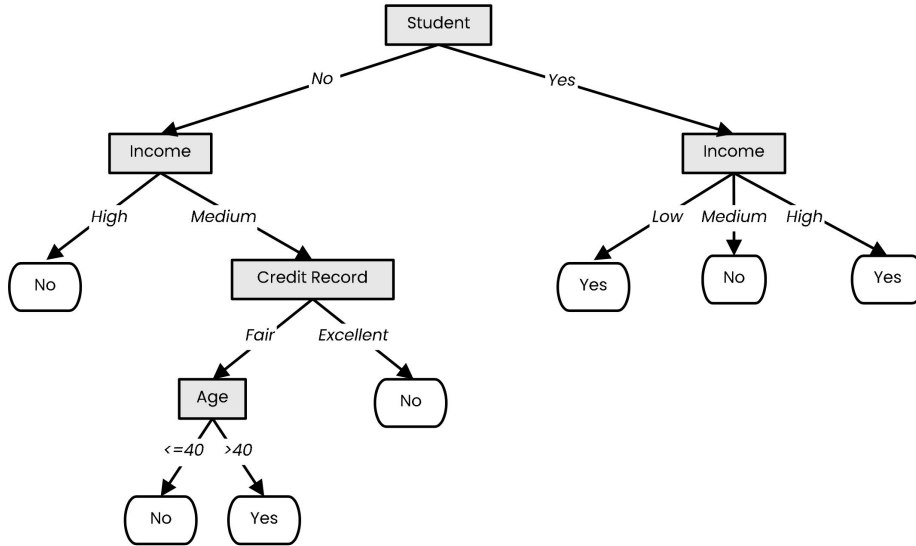 Student
No
Yes
Income
Income
High
Medium
Low
Medium
High
No
Credit Record
Yes
No
Yes
Fair
Excellent
Age
No
<=40
>40
No
Yes